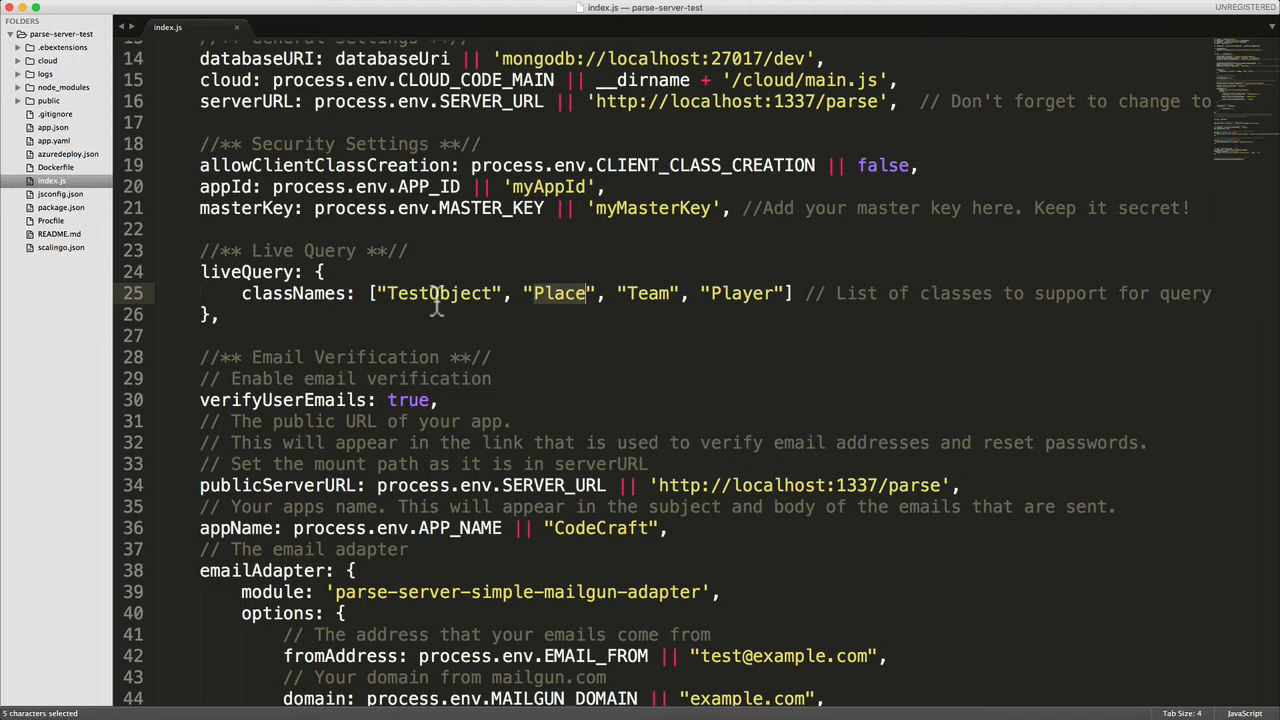 index.js — parse-server-test
UNREGISTERED
FOLDERS
parse-server-test
.ebextensions
cloud
logs
node_modules
public
.gitignore
app.json
app.yaml
azuredeploy.json
Dockerfile
index.js
jsconfig.json
package.json
Procfile
README.md
scalingo.json
index.js ×
13 //** General Settings **//
14 databaseURI: databaseUri || 'mongodb://localhost:27017/dev',
15 cloud: process.env.CLOUD_CODE_MAIN || __dirname + '/cloud/main.js',
16 serverURL: process.env.SERVER_URL || 'http://localhost:1337/parse', // Don't forget to change to
17
18 //** Security Settings **//
19 allowClientClassCreation: process.env.CLIENT_CLASS_CREATION || false,
20 appId: process.env.APP_ID || 'myAppId',
21 masterKey: process.env.MASTER_KEY || 'myMasterKey', //Add your master key here. Keep it secret!
22
23 //** Live Query **//
24 liveQuery: {
25 classNames: ["TestObject", "Place", "Team", "Player"] // List of classes to support for query
26 },
27
28 //** Email Verification **//
29 // Enable email verification
30 verifyUserEmails: true,
31 // The public URL of your app.
32 // This will appear in the link that is used to verify email addresses and reset passwords.
33 // Set the mount path as it is in serverURL
34 publicServerURL: process.env.SERVER_URL || 'http://localhost:1337/parse',
35 // Your apps name. This will appear in the subject and body of the emails that are sent.
36 appName: process.env.APP_NAME || "CodeCraft",
37 // The email adapter
38 emailAdapter: {
39 module: 'parse-server-simple-mailgun-adapter',
40 options: {
41 // The address that your emails come from
42 fromAddress: process.env.EMAIL_FROM || "test@example.com",
43 // Your domain from mailgun.com
44 domain: process.env.MAILGUN_DOMAIN || "example.com",
5 characters selected
Tab Size: 4
JavaScript